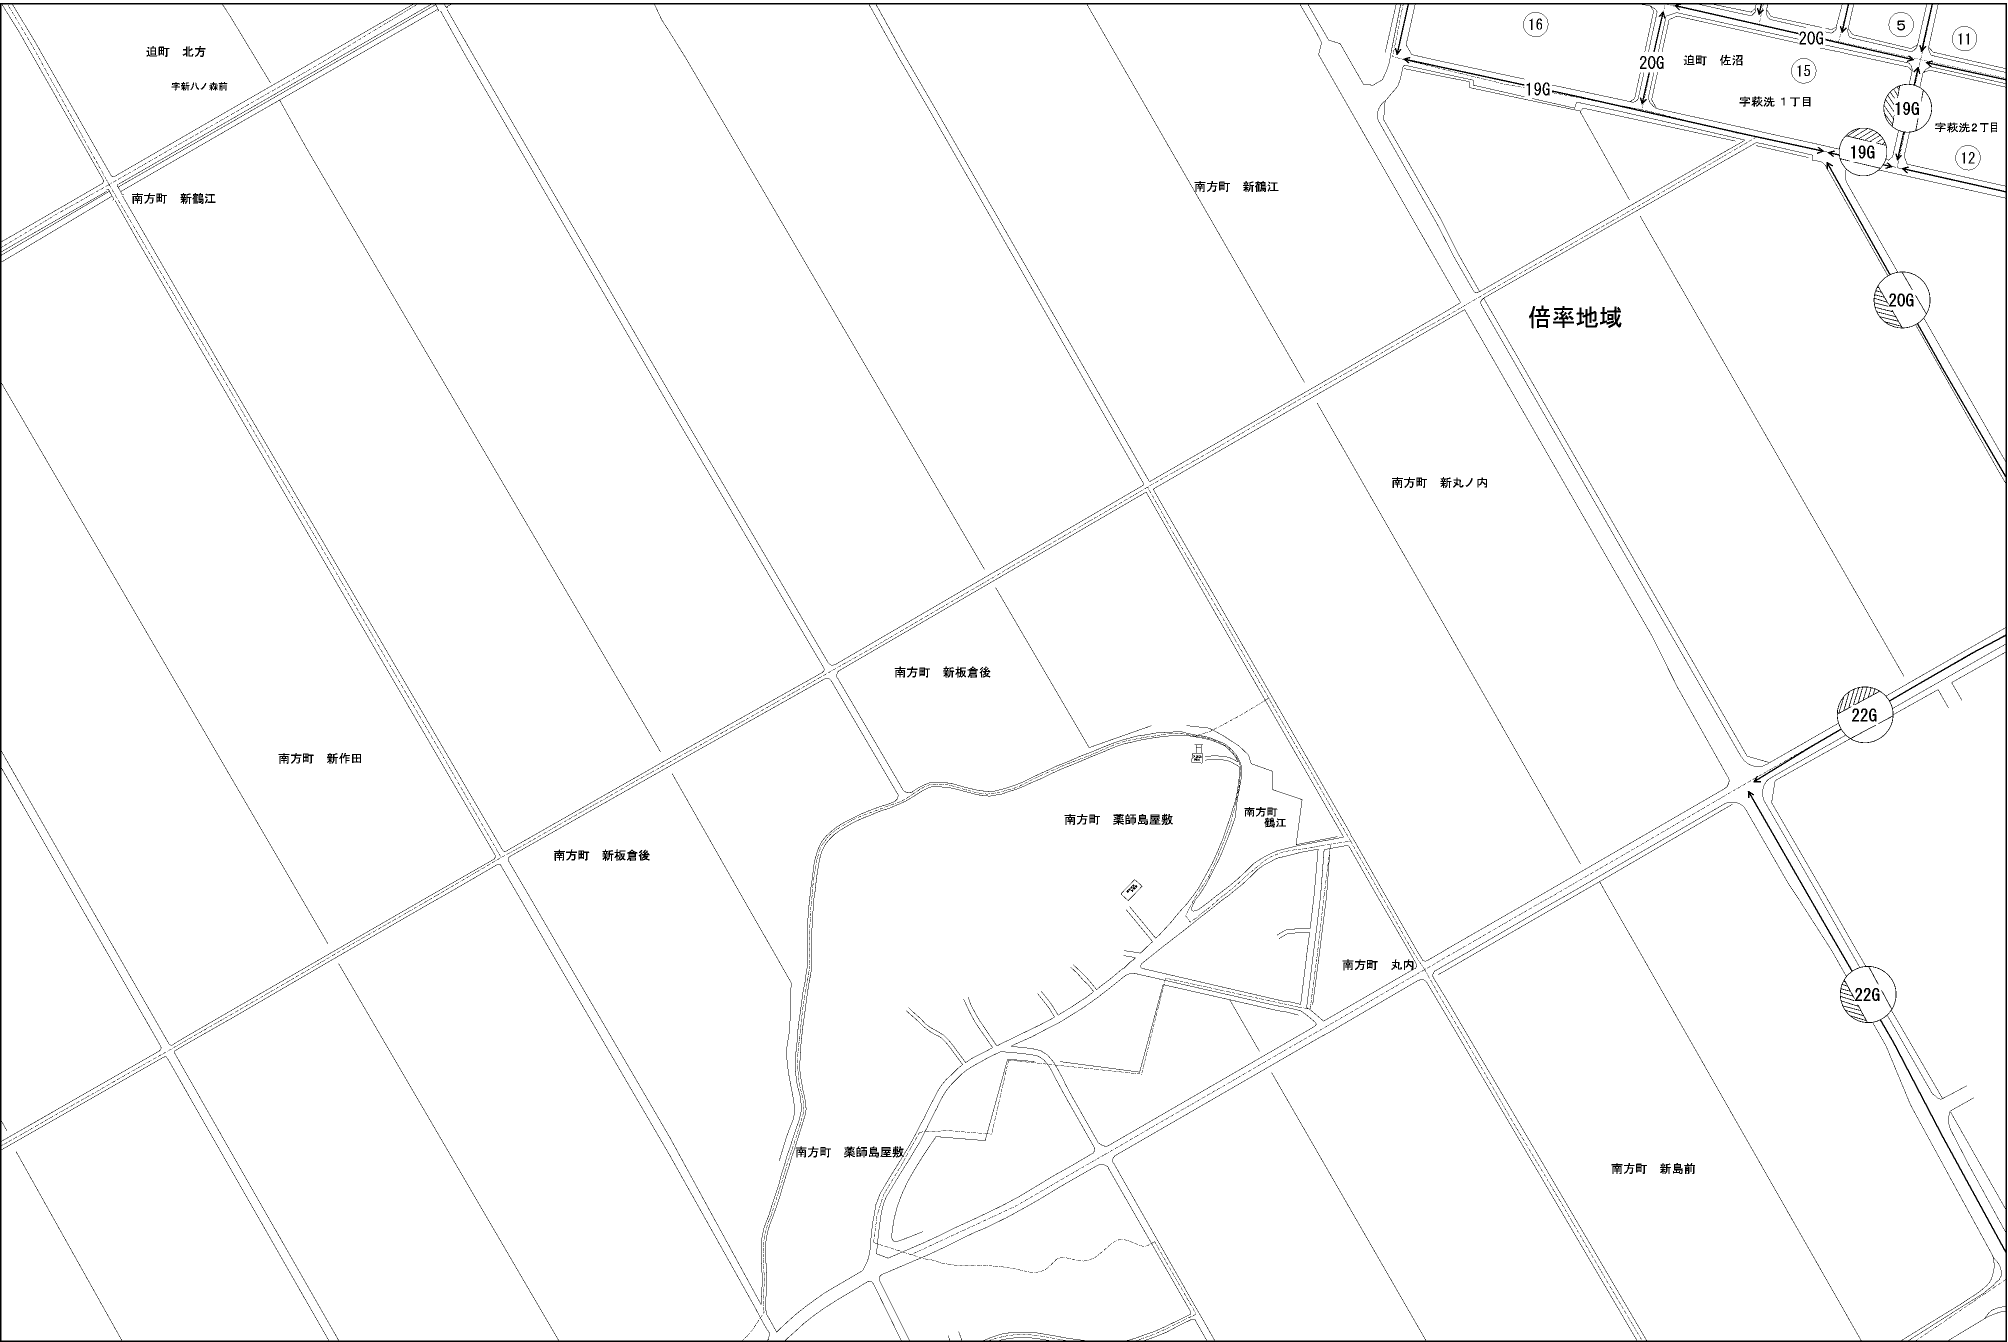 16
5
11
20G
迫町　北方
20G
迫町　佐沼
15
字新八ノ森前
19G
字萩洗 1丁目
19G
字萩洗2丁目
19G
12
南方町　新鶴江
南方町　新鶴江
20G
倍率地域
南方町　新丸ノ内
南方町　新板倉後
22G
南方町　新作田
南方町　薬師島屋敷
南方町
鶴江
南方町　新板倉後
南方町　丸内
22G
南方町　薬師島屋敷
南方町　新島前